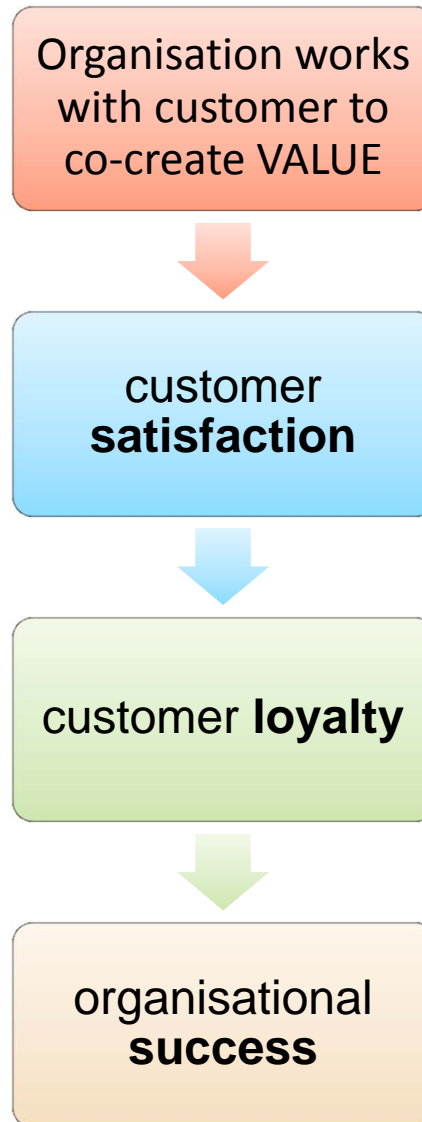 Organisation works
with customer to
co-create VALUE
customer
satisfaction
customer loyalty
organisational
success